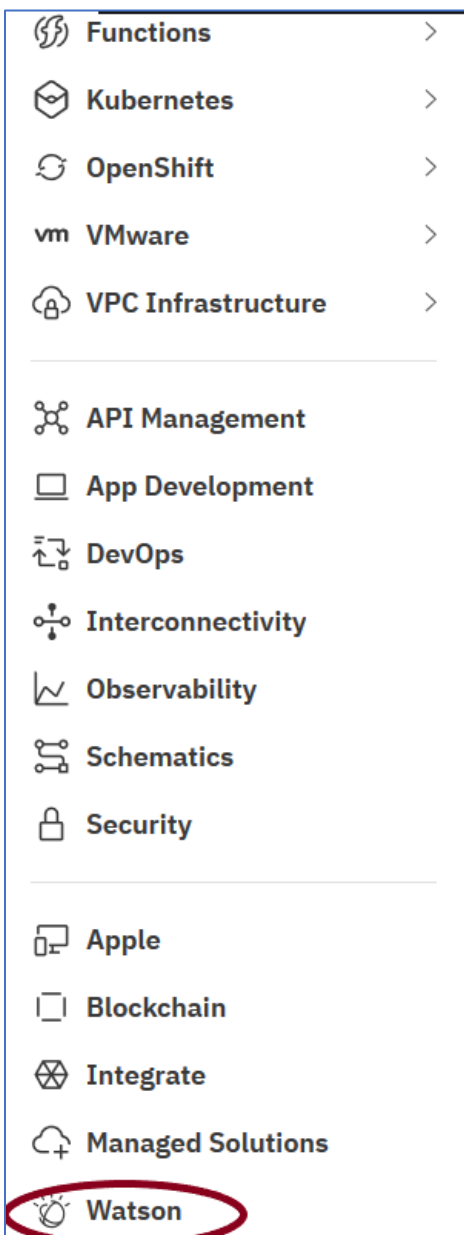 Functions
Kubernetes
OpenShift
vm VMware
VPC Infrastructure
API Management
App Development
DevOps
Interconnectivity
Observability
Schematics
Security
Apple
Blockchain
Integrate
Managed Solutions
Watson